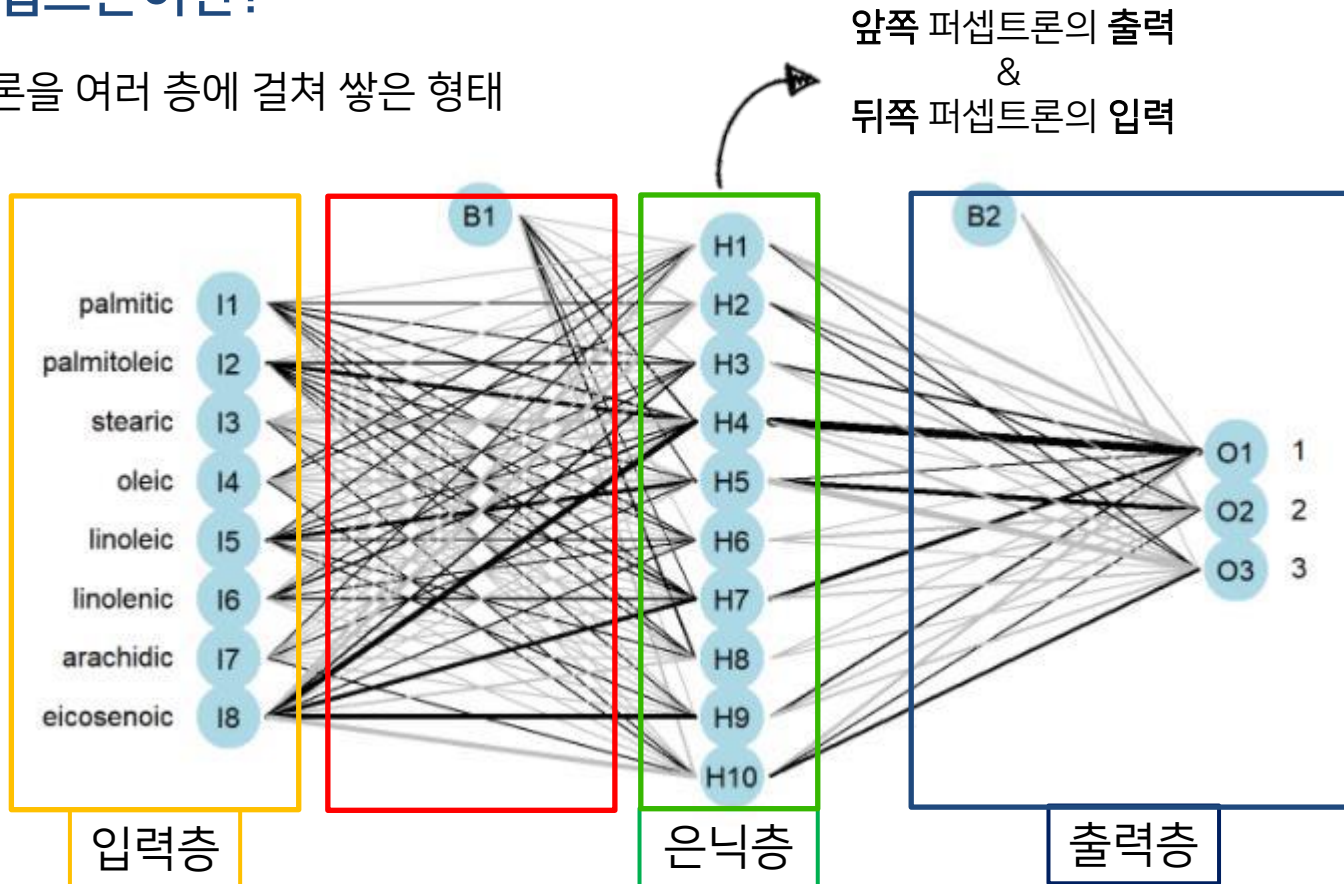 앞쪽 퍼셉트론의 출력
&
뒤쪽 퍼셉트론의 입력
론을 여러 층에 걸쳐 쌓은 형태
B1
B2
H1
palmitic I1
H2
palmitoleic I2
H3
stearic I3
H4
O1 1
oleic I4
H5
O2 2
linoleic I5
H6
O3 3
linolenic I6
H7
arachidic I7
H8
eicosenoic I8
H9
H10
입력층
은닉층
출력층